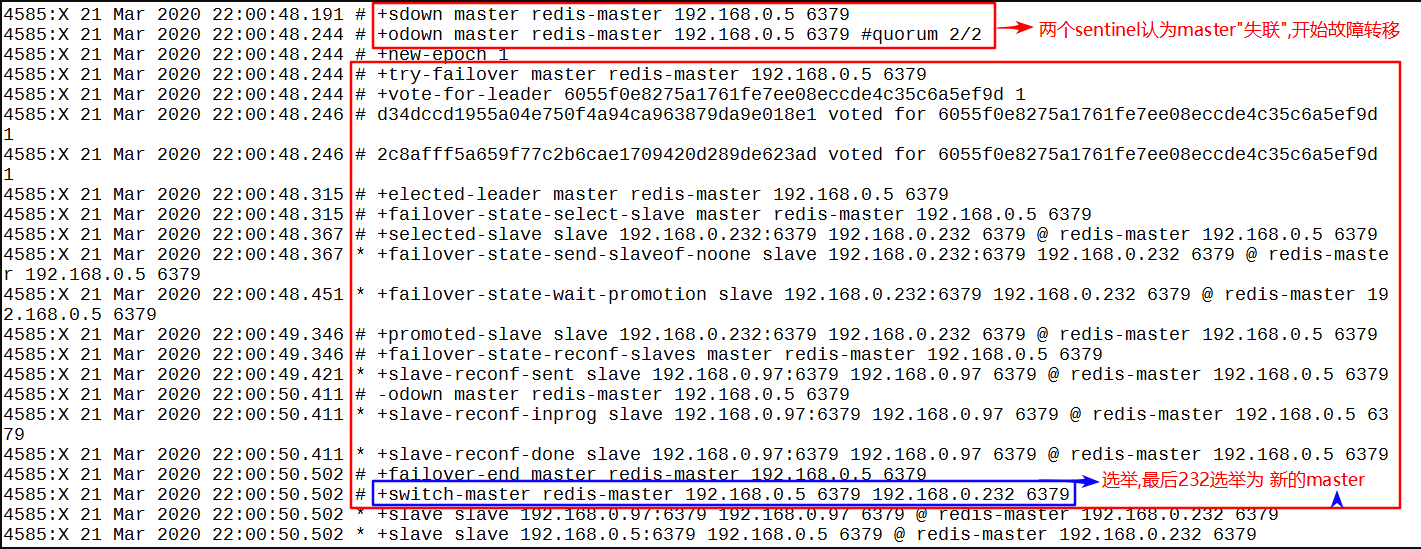 4585:X 21 Mar 2020 22:00:48.191 # +sdown master redis-master 192.168.0.5 6379
4585:X 21 Mar 2020 22:00:48.244 # +odown master redis-master 192.168.0.5 6379 #quorum 2/2
两个sentinel认为master"失联",开始故障转移
4585:X 21 Mar 2020 22:00:48.244 # +new-epoch 1
4585:X 21 Mar 2020 22:00:48.244 # +try-failover master redis-master 192.168.0.5 6379
4585:X 21 Mar 2020 22:00:48.244 # +vote-for-leader 6055f0e8275a1761fe7ee08eccde4c35c6a5ef9d 1
4585:X 21 Mar 2020 22:00:48.246 # d34dccd1955a04e750f4a94ca963879da9e018e1 voted for 6055f0e8275a1761fe7ee08eccde4c35c6a5ef9d
1
4585:X 21 Mar 2020 22:00:48.246 # 2c8afff5a659f77c2b6cae1709420d289de623ad voted for 6055f0e8275a1761fe7ee08eccde4c35c6a5ef9d
1
4585:X 21 Mar 2020 22:00:48.315 # +elected-leader master redis-master 192.168.0.5 6379
4585:X 21 Mar 2020 22:00:48.315 # +failover-state-select-slave master redis-master 192.168.0.5 6379
4585:X 21 Mar 2020 22:00:48.367 # +selected-slave slave 192.168.0.232:6379 192.168.0.232 6379 @ redis-master 192.168.0.5 6379
4585:X 21 Mar 2020 22:00:48.367 * +failover-state-send-slaveof-noone slave 192.168.0.232:6379 192.168.0.232 6379 @ redis-maste
r 192.168.0.5 6379
4585:X 21 Mar 2020 22:00:48.451 * +failover-state-wait-promotion slave 192.168.0.232:6379 192.168.0.232 6379 @ redis-master 19
2.168.0.5 6379
4585:X 21 Mar 2020 22:00:49.346 # +promoted-slave slave 192.168.0.232:6379 192.168.0.232 6379 @ redis-master 192.168.0.5 6379
4585:X 21 Mar 2020 22:00:49.346 # +failover-state-reconf-slaves master redis-master 192.168.0.5 6379
4585:X 21 Mar 2020 22:00:49.421 * +slave-reconf-sent slave 192.168.0.97:6379 192.168.0.97 6379 @ redis-master 192.168.0.5 6379
4585:X 21 Mar 2020 22:00:50.411 # -odown master redis-master 192.168.0.5 6379
4585:X 21 Mar 2020 22:00:50.411 * +slave-reconf-inprog slave 192.168.0.97:6379 192.168.0.97 6379 @ redis-master 192.168.0.5 63
79
4585:X 21 Mar 2020 22:00:50.411 * +slave-reconf-done slave 192.168.0.97:6379 192.168.0.97 6379 @ redis-master 192.168.0.5 6379
4585:X 21 Mar 2020 22:00:50.502 # +failover-end master redis-master 192.168.0.5 6379
4585:X 21 Mar 2020 22:00:50.502 # +switch-master redis-master 192.168.0.5 6379 192.168.0.232 6379
选举,最后232选举为 新的master
4585:X 21 Mar 2020 22:00:50.502 * +slave slave 192.168.0.97:6379 192.168.0.97 6379 @ redis-master 192.168.0.232 6379
4585:X 21 Mar 2020 22:00:50.502 * +slave slave 192.168.0.5:6379 192.168.0.5 6379 @ redis-master 192.168.0.232 6379